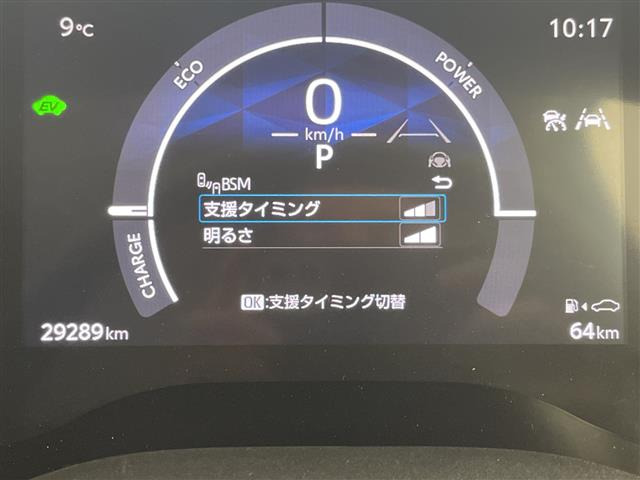 9℃
10:17
ECO
POWER
EV
0
km/h
P
BSM
支援タイミング
明るさ
CHARGE
OK:支援タイミング切替
29289km
64km